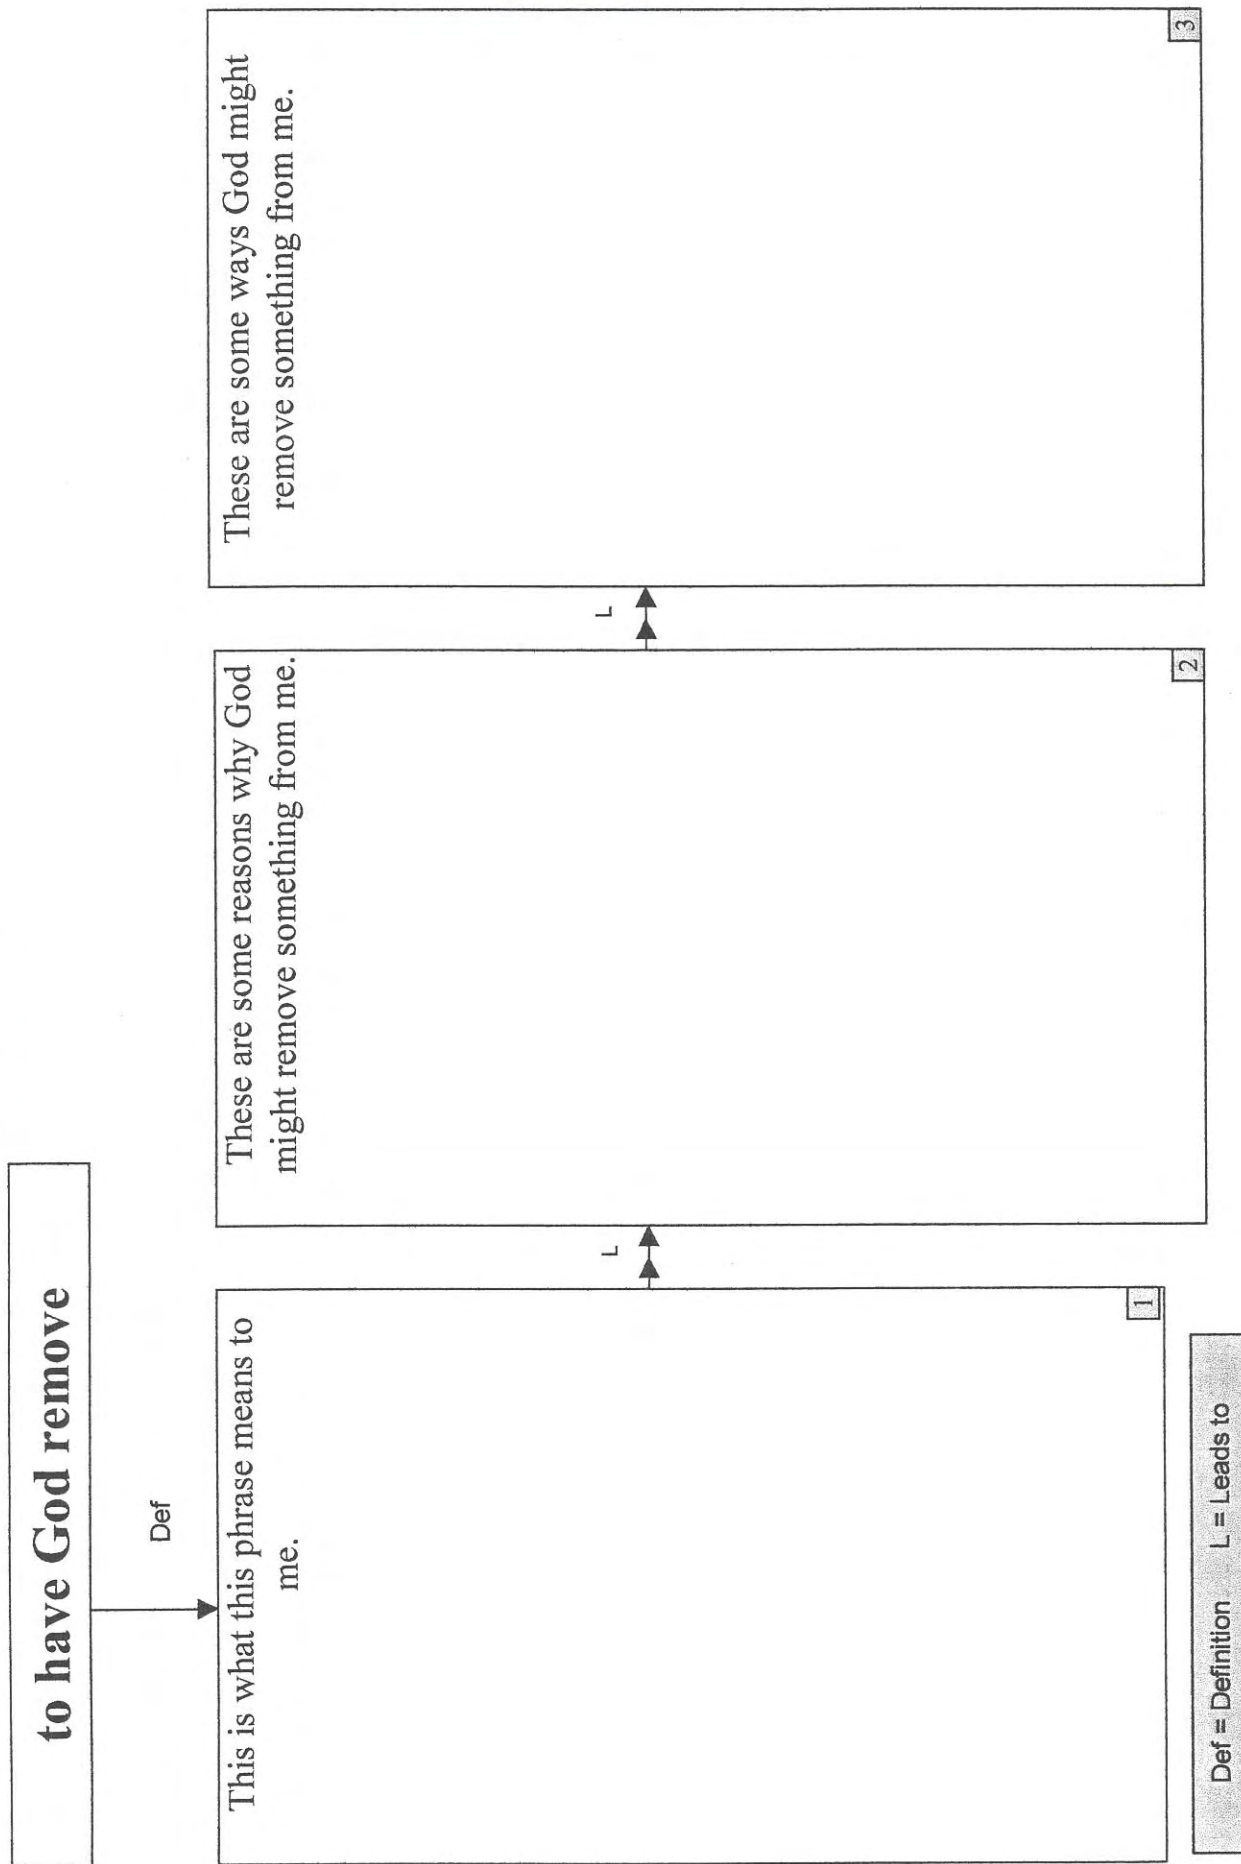 to have God remove
Def
This is what this phrase means to
me.
1
L
These are some reasons why God
might remove something from me.
2
L
These are some ways God might
remove something from me.
3
Def = Definition L = Leads to